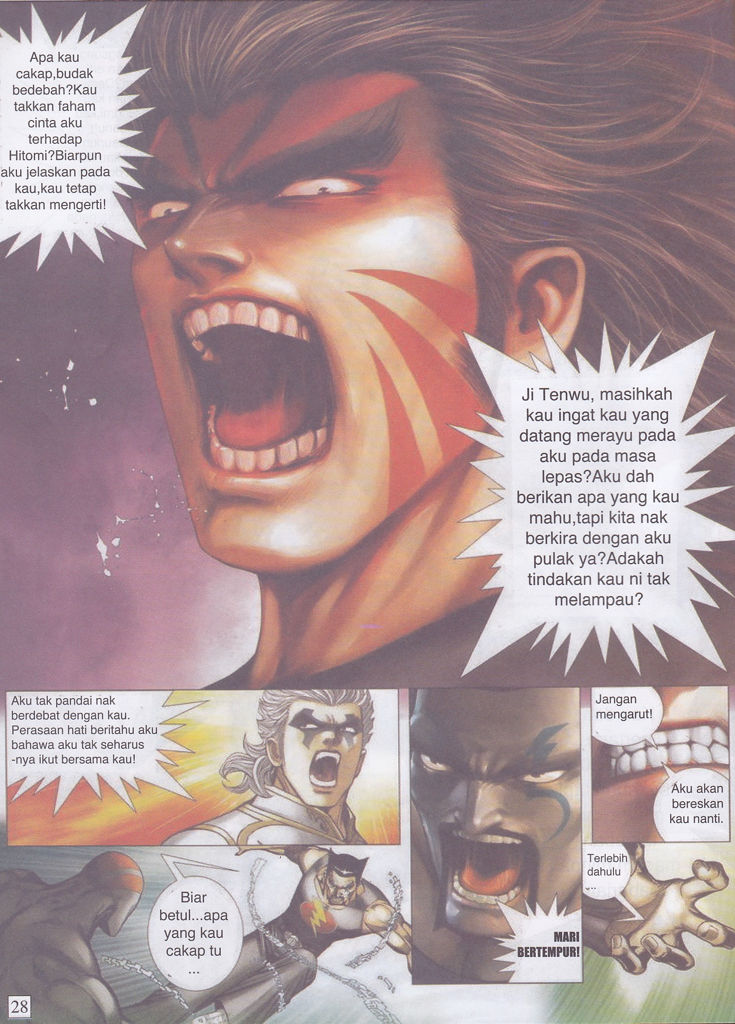 Apa kau
cakap,budak
bedebah?Kau
takkan faham
cinta aku
terhadap
Hitomi?Biarpun
aku jelaskan pada
kau,kau tetap
takkan mengerti!
Ji Tenwu, masihkah
kau ingat kau yang
datang merayu pada
aku pada masa
lepas?Aku dah
berikan apa yang kau
mahu,tapi kita nak
berkira dengan aku
pulak ya?Adakah
tindakan kau ni tak
melampau?
Aku tak pandai nak
berdebat dengan kau.
Perasaan hati beritahu aku
bahawa aku tak seharus
-nya ikut bersama kau!
MARI
BERTEMPUR!
Jangan
mengarut!
Aku akan
bereskan
kau nanti.
Biar
betul...apa
yang kau
cakap tu
...
Terlebih
dahulu
...
28